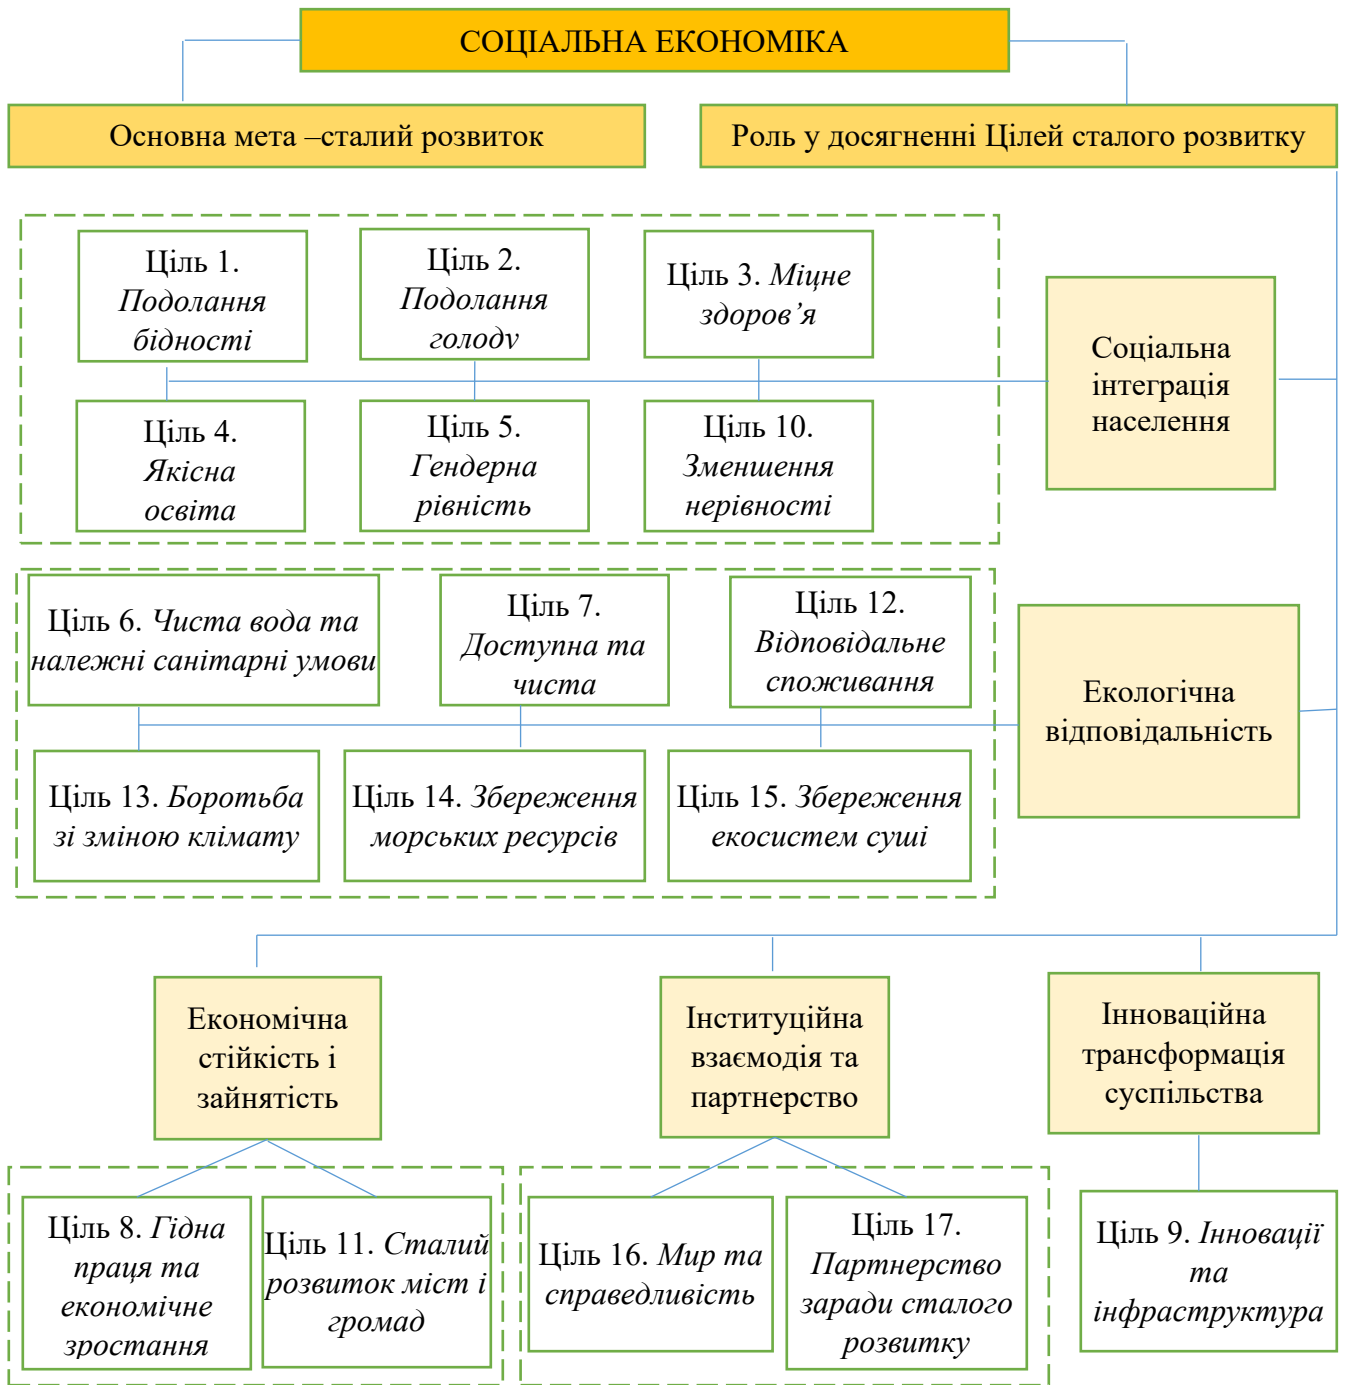 СОЦІАЛЬНА ЕКОНОМІКА
Основна мета –сталий розвиток
Роль у досягненні Цілей сталого розвитку
Ціль 1.
Подолання
бідності
Ціль 2.
Подолання
голоду
Ціль 3. Міцне
здоров’я
Соціальна
інтеграція
населення
Ціль 4.
Якісна
освіта
Ціль 5.
Гендерна
рівність
Ціль 10.
Зменшення
нерівності
Ціль 6. Чиста вода та
належні санітарні умови
Ціль 7.
Доступна та
чиста
Ціль 12.
Відповідальне
споживання
Екологічна
відповідальність
Ціль 13. Боротьба
зі зміною клімату
Ціль 14. Збереження
морських ресурсів
Ціль 15. Збереження
екосистем суші
Економічна
стійкість і
зайнятість
Інституційна
взаємодія та
партнерство
Інноваційна
трансформація
суспільства
Ціль 8. Гідна
праця та
економічне
зростання
Ціль 11. Сталий
розвиток міст і
громад
Ціль 16. Мир та
справедливість
Ціль 17.
Партнерство
заради сталого
розвитку
Ціль 9. Інновації
та
інфраструктура